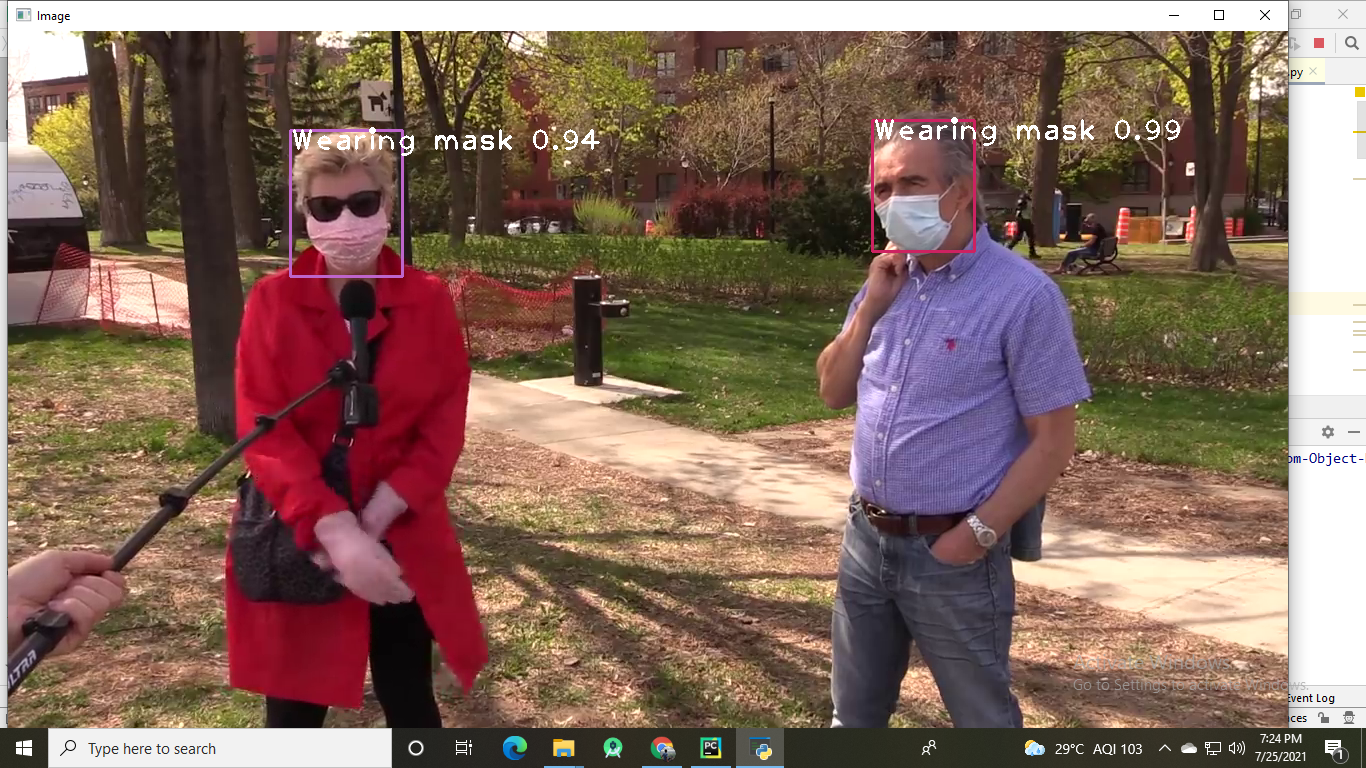 Image
.py
Wearing mask 0.94
Wearing mask 0.99
om-Object-
Activate Windows
Go to Settings to activate Windows.
Event Log
ces
Type here to search
PC
29°C AQI 103
7:24 PM
7/25/2021
1